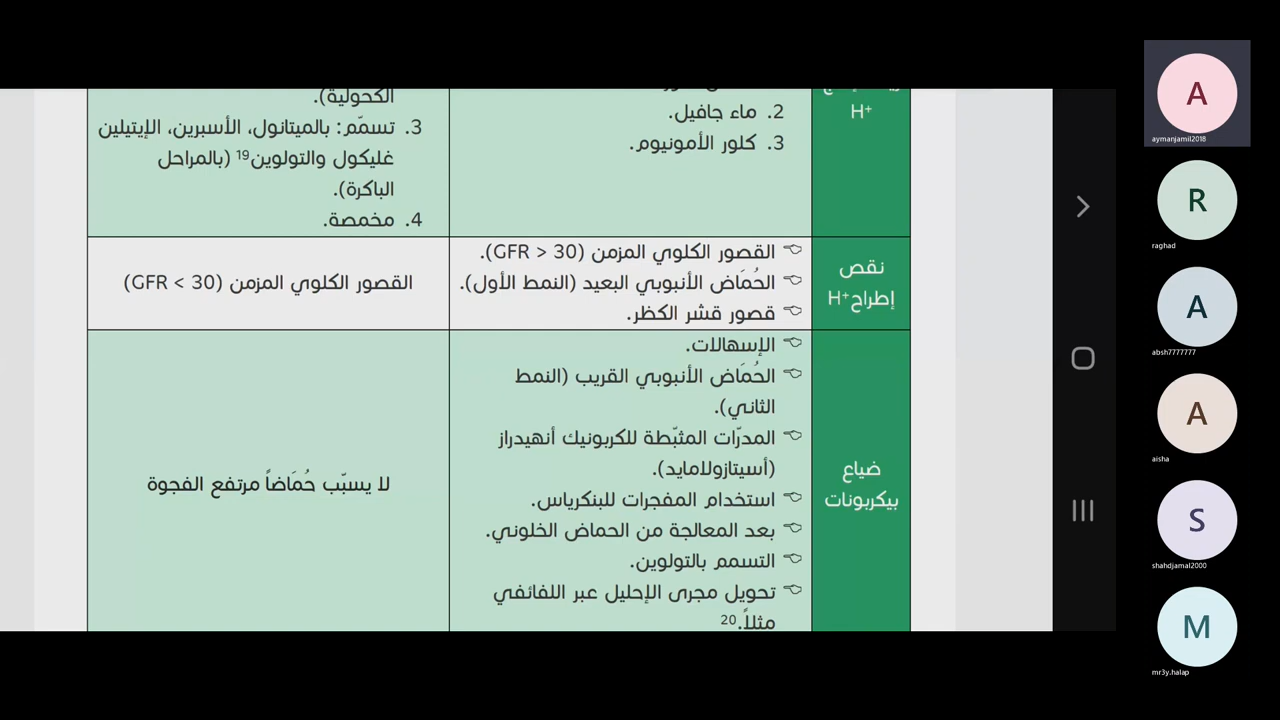 H⁺
2. ماء جافيل.
3. كلور الأمونيوم.
الكحولية).
3. تسمّم: بالميتانول، الأسبرين، الإيتيلين
غليكول والتولوين¹⁹ (بالمراحل
الباكرة).
4. مخمصة.
نقص
إطراح H⁺
القصور الكلوي المزمن (GFR > 30).
الحُمَاض الأنبوبي البعيد (النمط الأول).
قصور قشر الكظر.
القصور الكلوي المزمن (GFR < 30)
ضياع
بيكربونات
الإسهالات.
الحُمَاض الأنبوبي القريب (النمط
الثاني).
المدرّات المثبّطة للكربونيك أنهيدراز
(أسيتازولامايد).
استخدام المفجرات للبنكرياس.
بعد المعالجة من الحماض الخلوني.
التسمم بالتولوين.
تحويل مجرى الإحليل عبر اللفائفي
مثلاً.²⁰
لا يسبّب حُمَاضاً مرتفع الفجوة
A
aymanjamil2018
R
raghad
A
absh7777777
A
aisha
S
shahdjamal2000
M
mr3y.halap